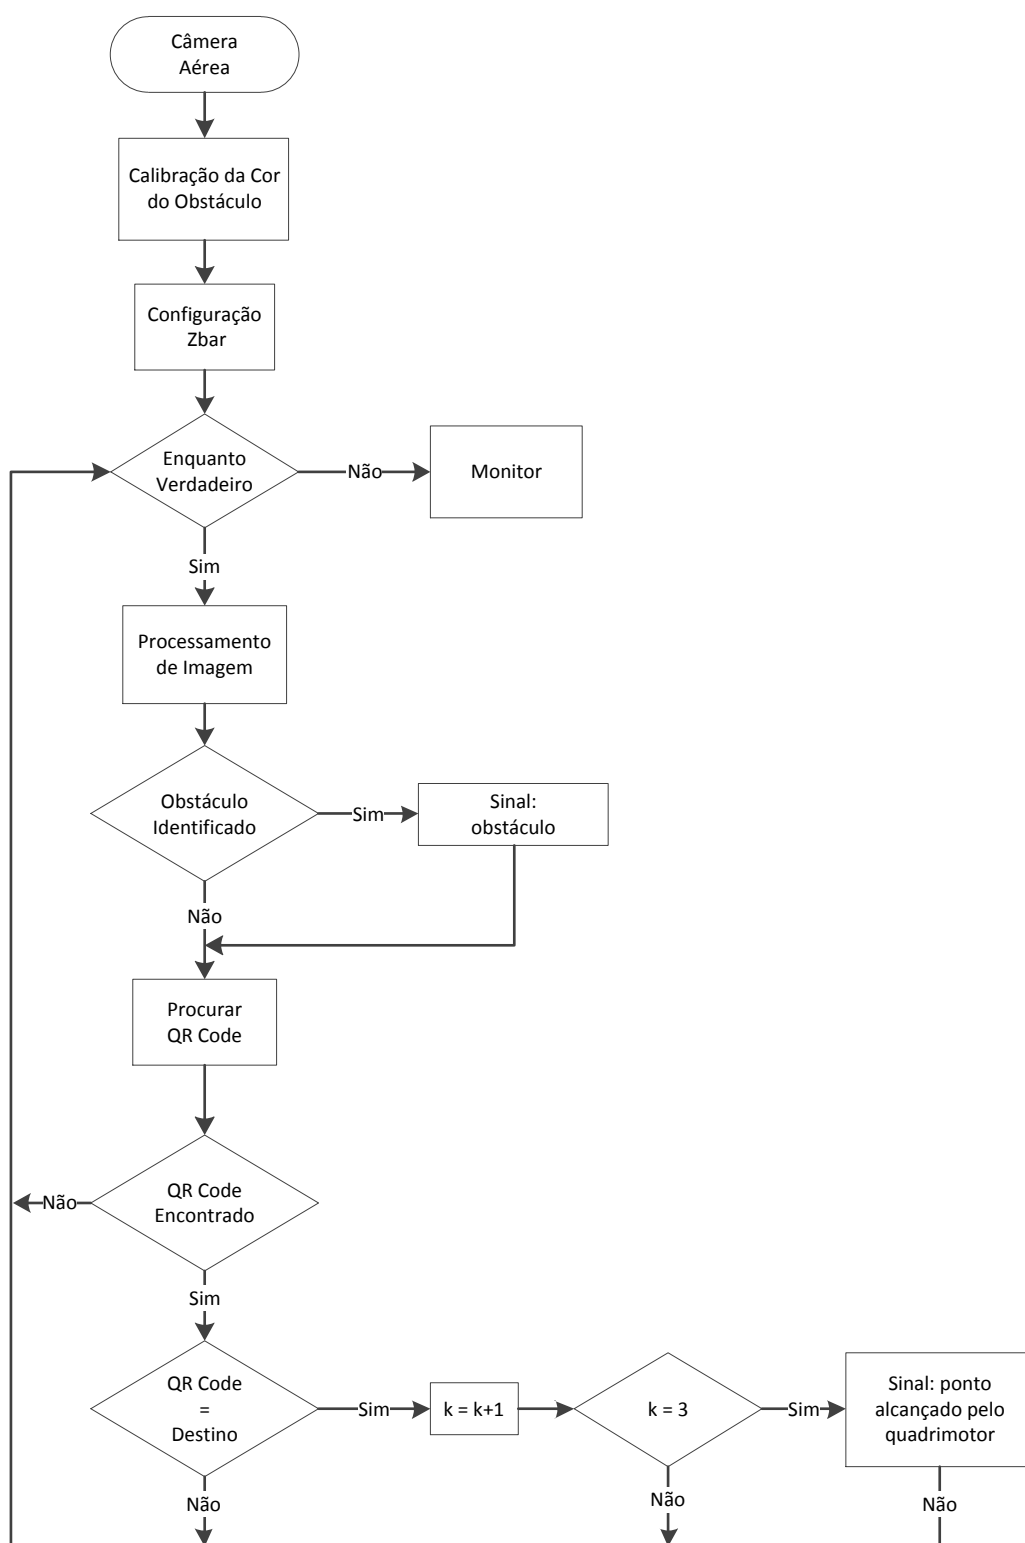 Câmera
Aérea
Calibração da Cor
do Obstáculo
Configuração
Zbar
Enquanto
Verdadeiro
Não
Monitor
Sim
Processamento
de Imagem
Obstáculo
Identificado
Sim
Sinal:
obstáculo
Não
Procurar
QR Code
QR Code
Encontrado
Não
Sim
QR Code
=
Destino
Sim
k = k+1
k = 3
Sim
Sinal: ponto
alcançado pelo
quadrimotor
Não
Não
Não